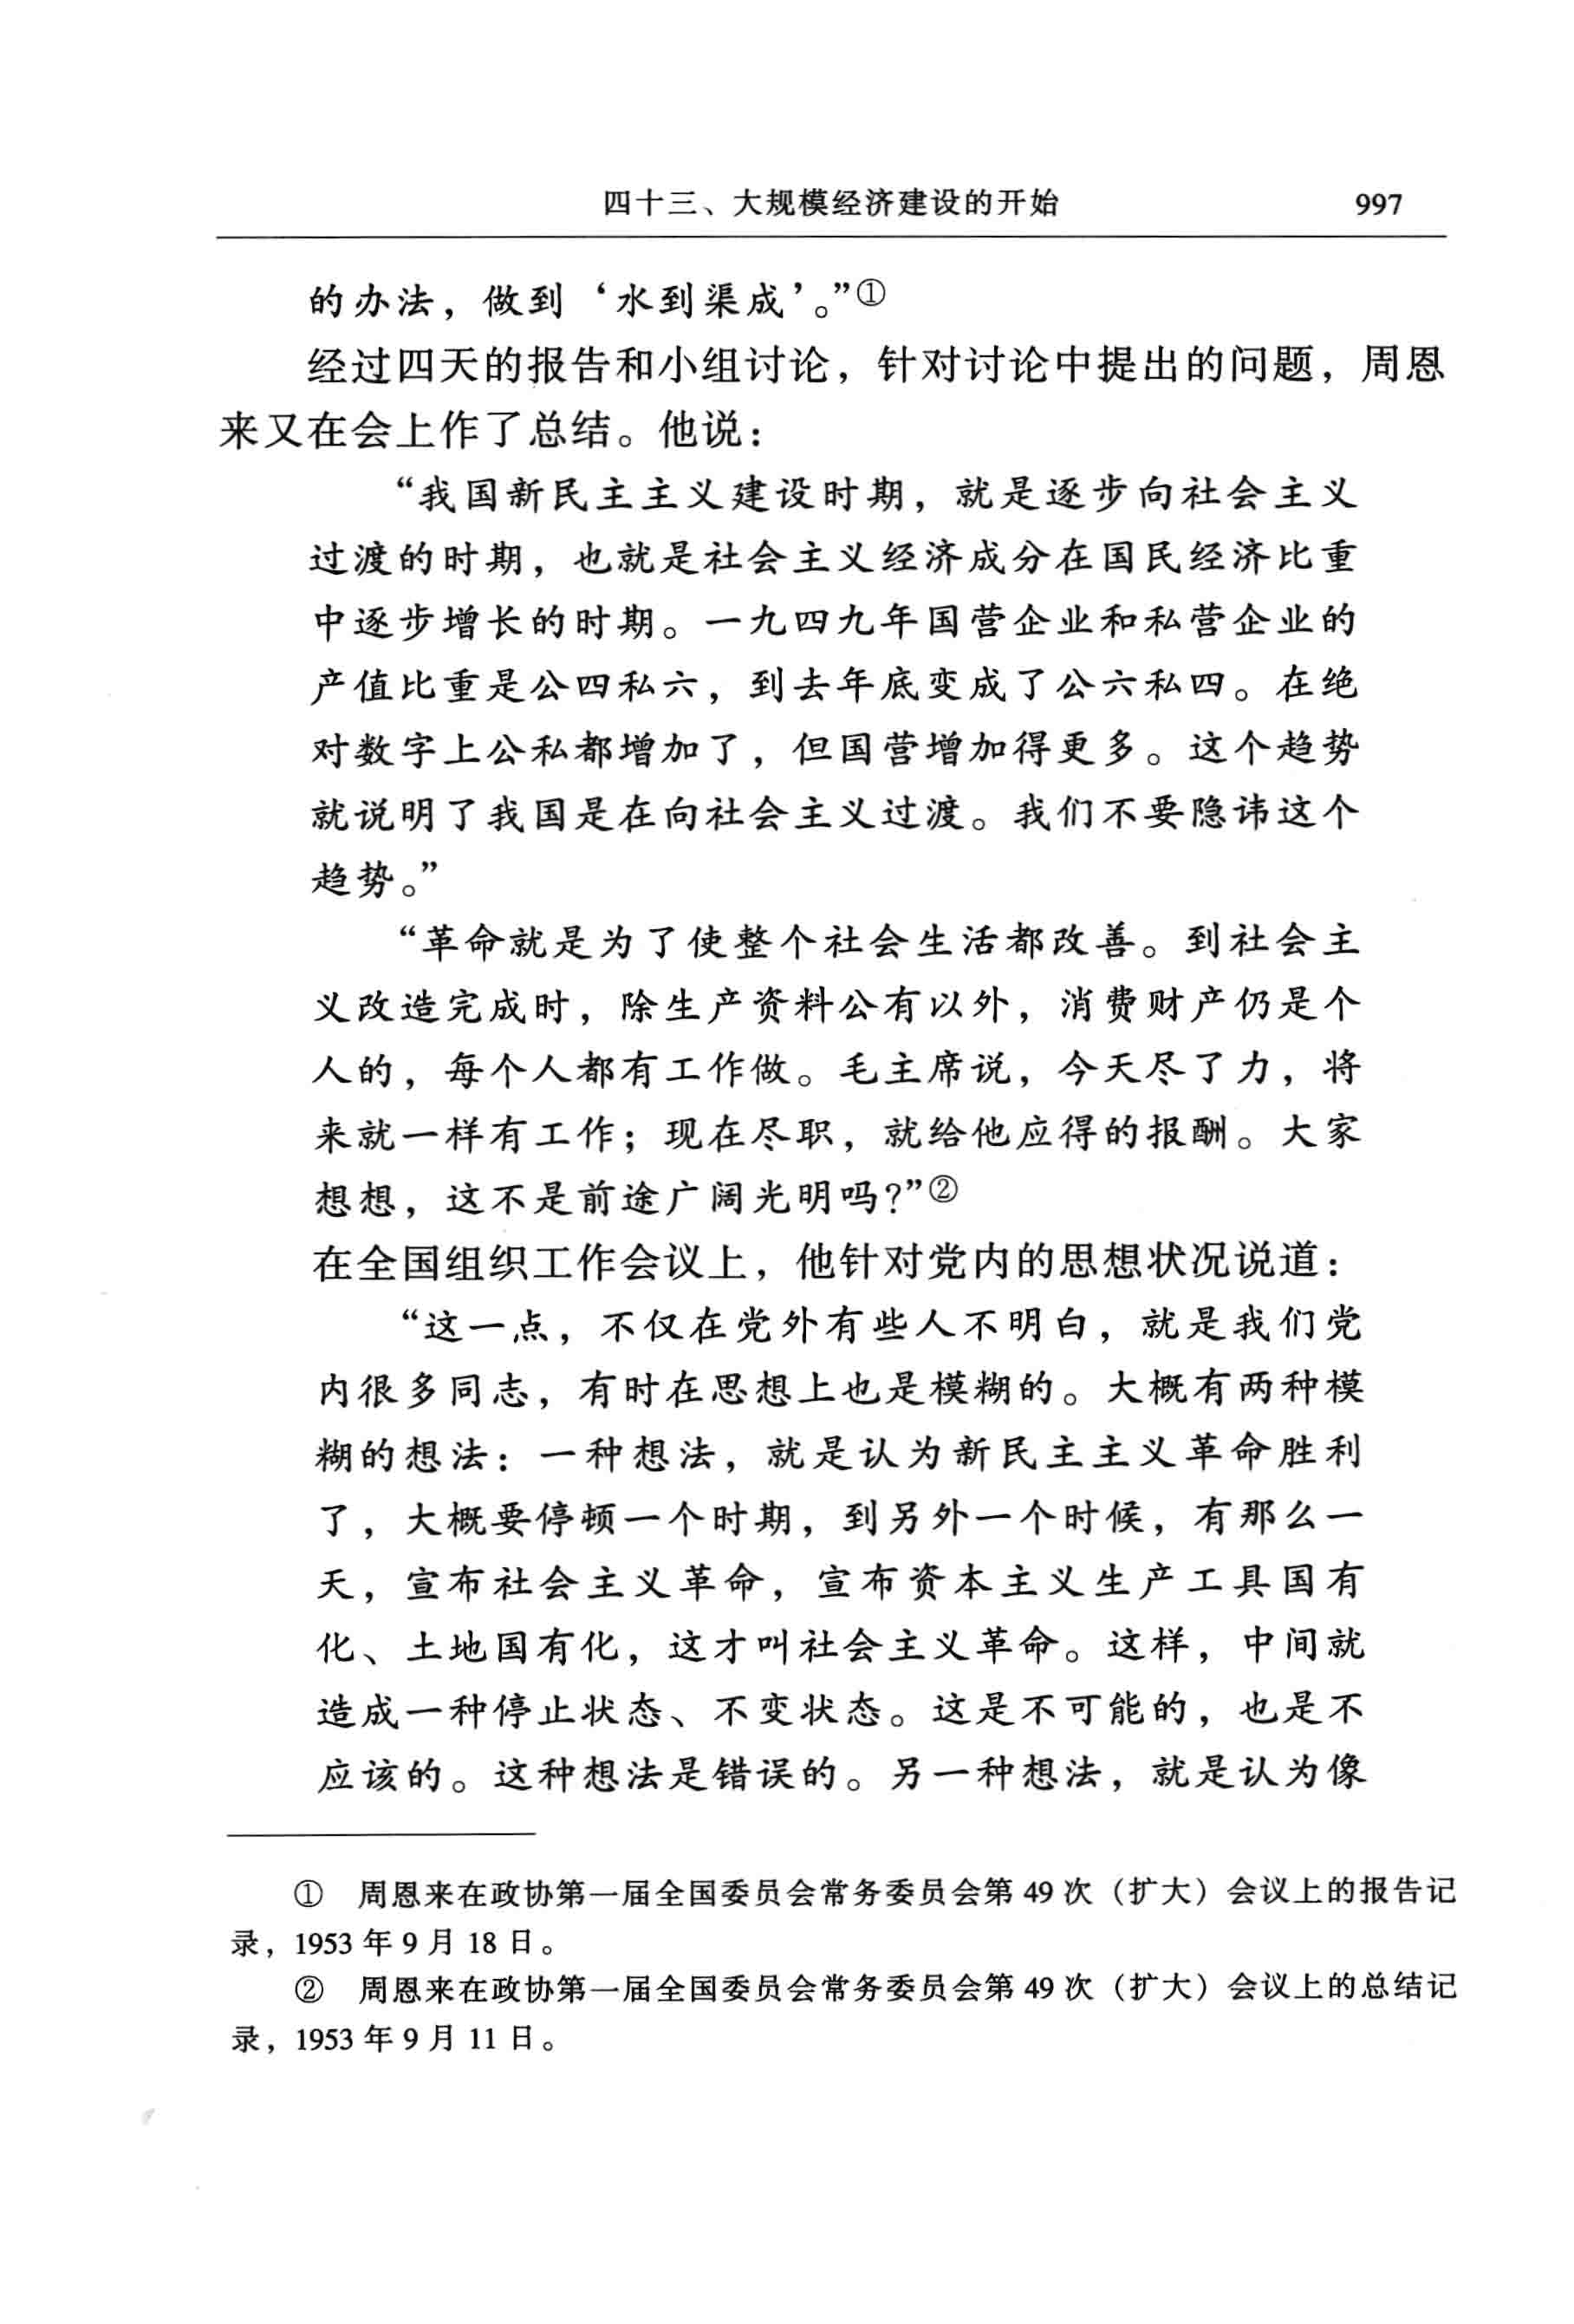 四十三、大规模经济建设的开始 997
的办法，做到‘水到渠成’。”①
经过四天的报告和小组讨论，针对讨论中提出的问题，周恩
来又在会上作了总结。他说：
“我国新民主主义建设时期，就是逐步向社会主义
过渡的时期，也就是社会主义经济成分在国民经济比重
中逐步增长的时期。一九四九年国营企业和私营企业的
产值比重是公四私六，到去年底变成了公六私四。在绝
对数字上公私都增加了，但国营增加得更多。这个趋势
就说明了我国是在向社会主义过渡。我们不要隐讳这个
趋势。”
“革命就是为了使整个社会生活都改善。到社会主
义改造完成时，除生产资料公有以外，消费财产仍是个
人的，每个人都有工作做。毛主席说，今天尽了力，将
来就一样有工作；现在尽职，就给他应得的报酬。大家
想想，这不是前途广阔光明吗?”②
在全国组织工作会议上，他针对党内的思想状况说道：
“这一点，不仅在党外有些人不明白，就是我们党
内很多同志，有时在思想上也是模糊的。大概有两种模
糊的想法：一种想法，就是认为新民主主义革命胜利
了，大概要停顿一个时期，到另外一个时候，有那么一
天，宣布社会主义革命，宣布资本主义生产工具国有
化、土地国有化，这才叫社会主义革命。这样，中间就
造成一种停止状态、不变状态。这是不可能的，也是不
应该的。这种想法是错误的。另一种想法，就是认为像
① 周恩来在政协第一届全国委员会常务委员会第 49 次（扩大）会议上的报告记
录，1953 年 9 月 18 日。
② 周恩来在政协第一届全国委员会常务委员会第 49 次（扩大）会议上的总结记
录，1953 年 9 月 11 日。